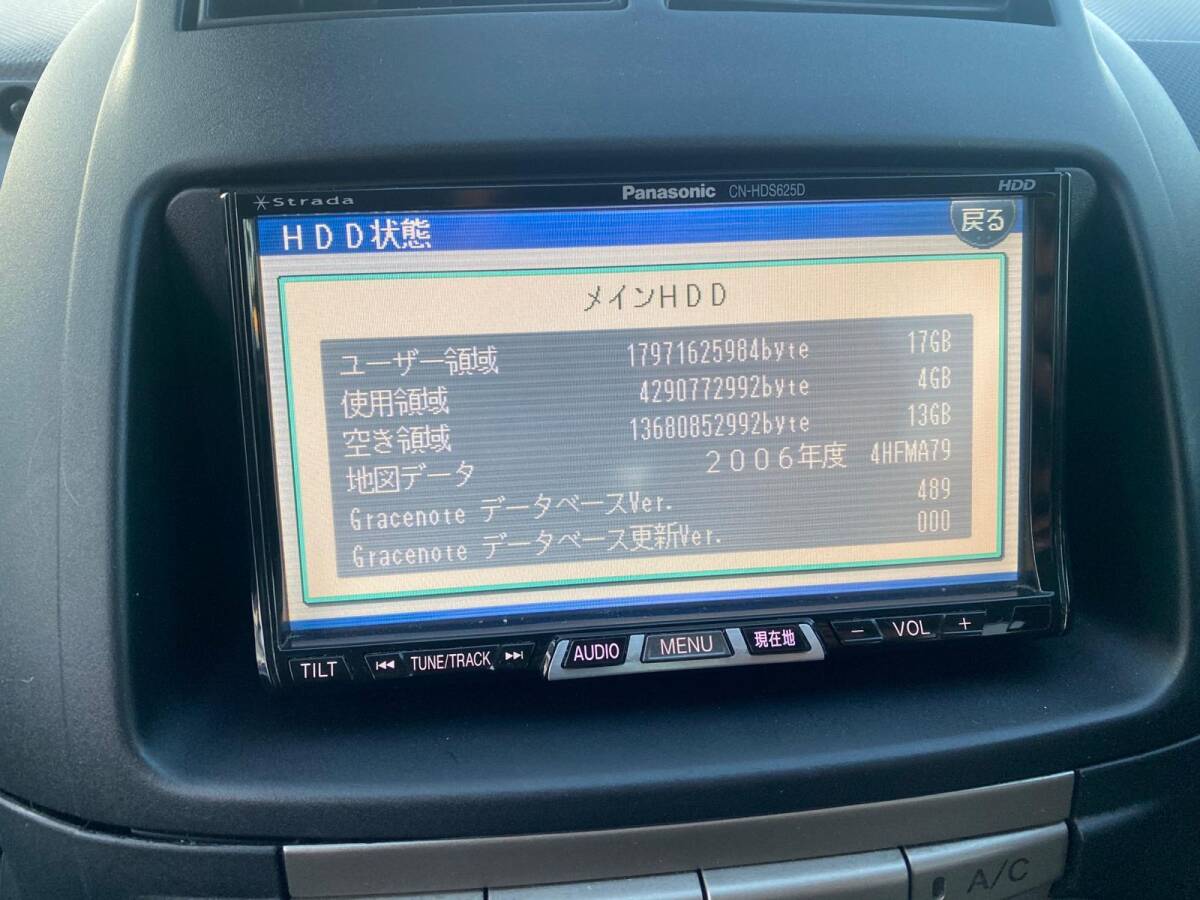 Strada Panasonic CN-HDS625D HDD
HDD状態 戻る
メインHDD
ユーザー領域 17971625984byte 17GB
使用領域 4290772992byte 4GB
空き領域 13680852992byte 13GB
地図データ 2006年度 4HFMA79
Gracenote データベースVer. 489
Gracenote データベース更新Ver. 000
TILT TUNE/TRACK AUDIO MENU 現在地 － VOL ＋
A/C